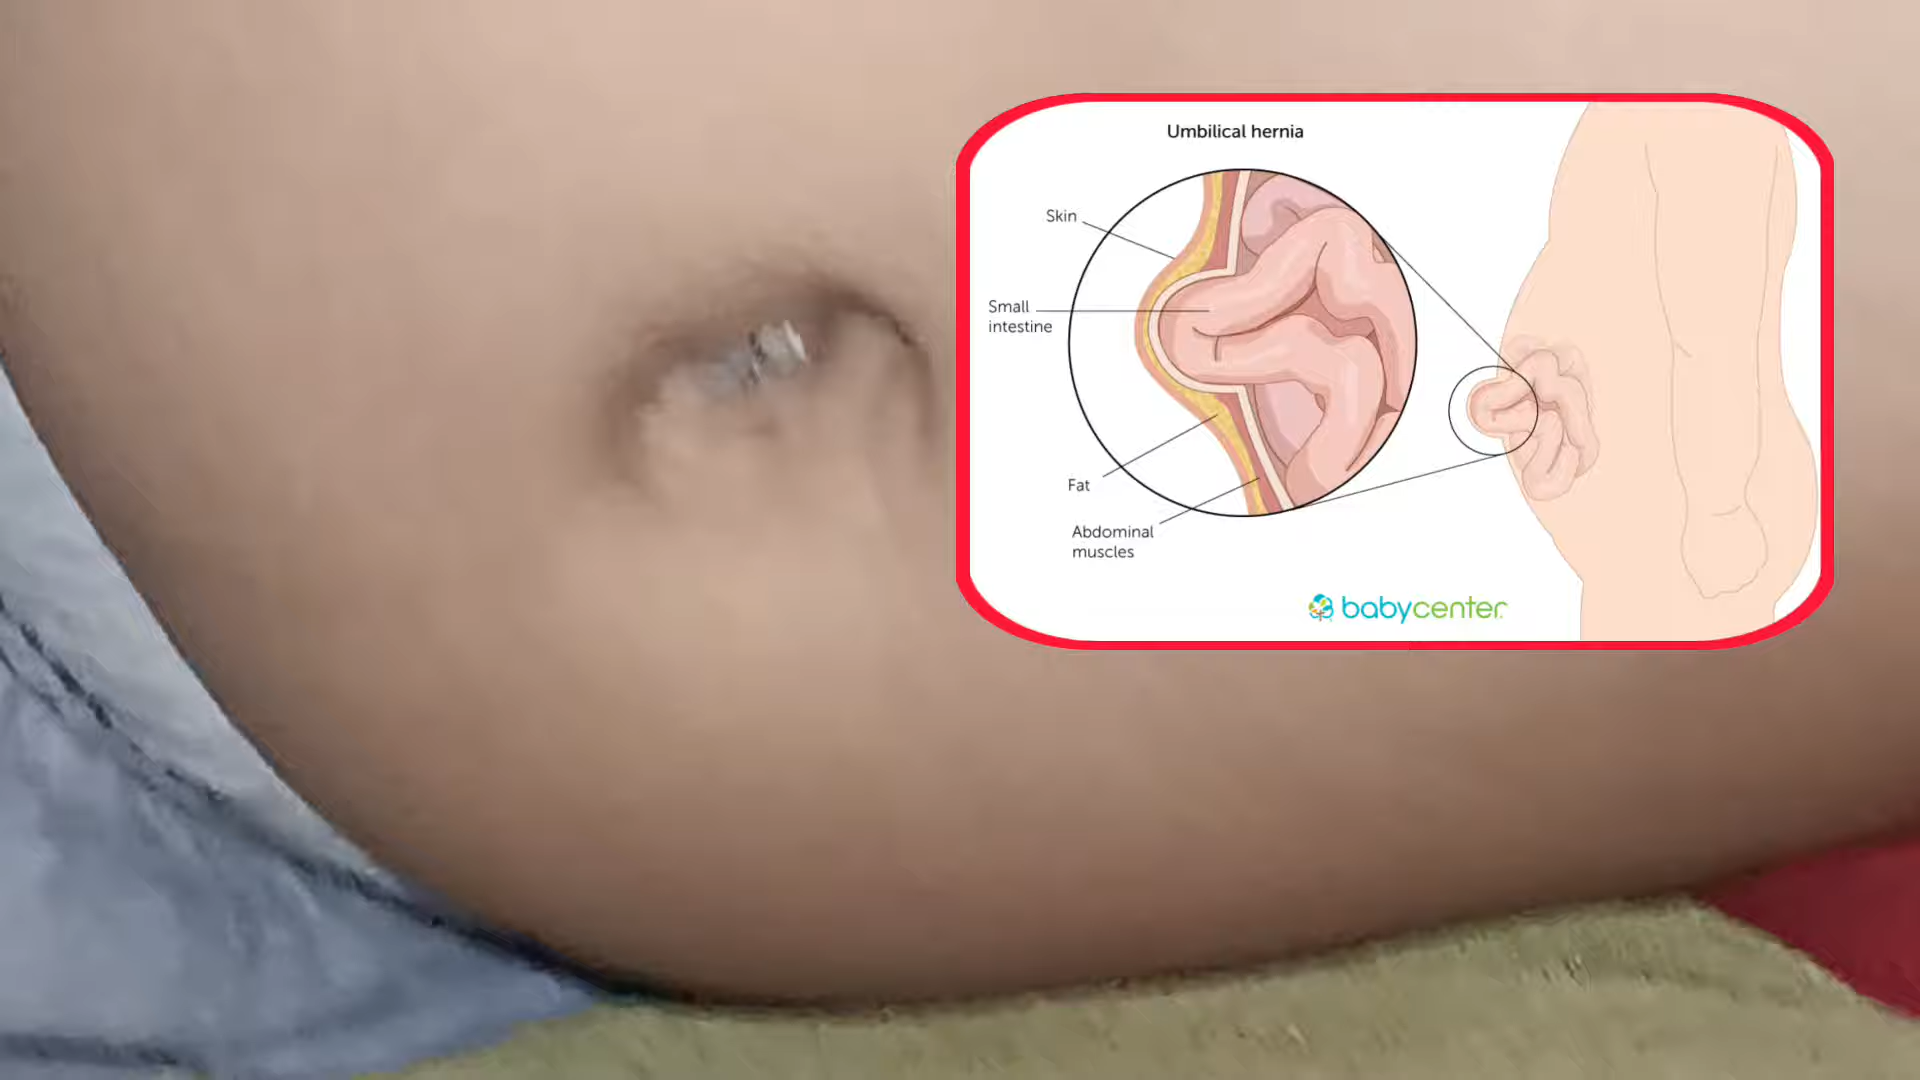 Umbilical hernia
Skin
Small
intestine
Fat
Abdominal
muscles
babycenter